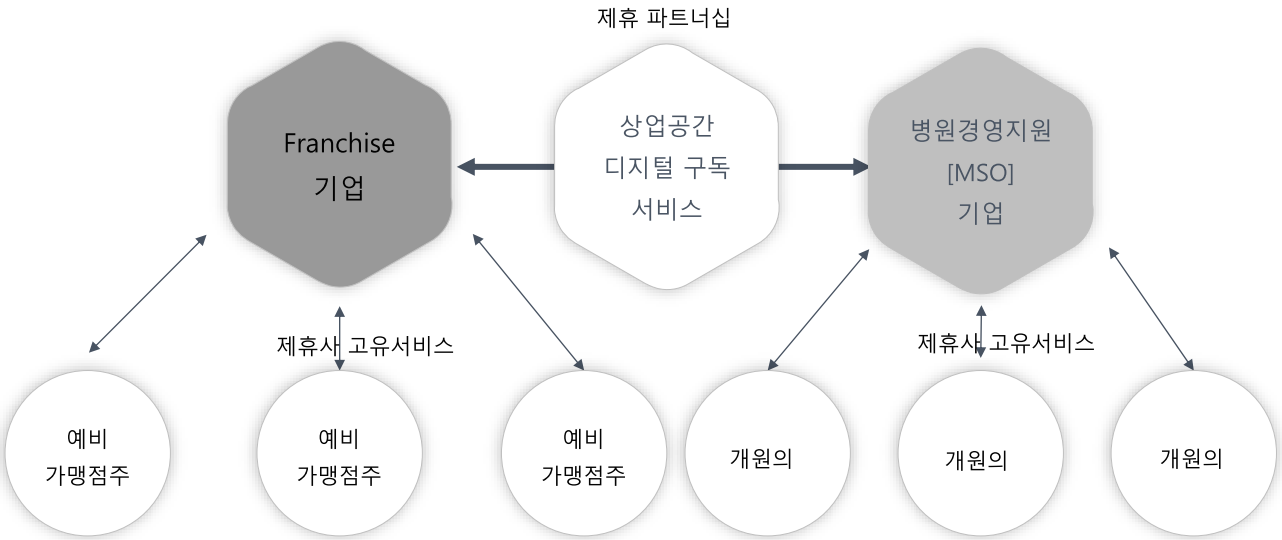 제휴 파트너십
Franchise
기업
상업공간
디지털 구독
서비스
병원경영지원
[MSO]
기업
제휴사 고유서비스
제휴사 고유서비스
예비
가맹점주
예비
가맹점주
예비
가맹점주
개원의
개원의
개원의